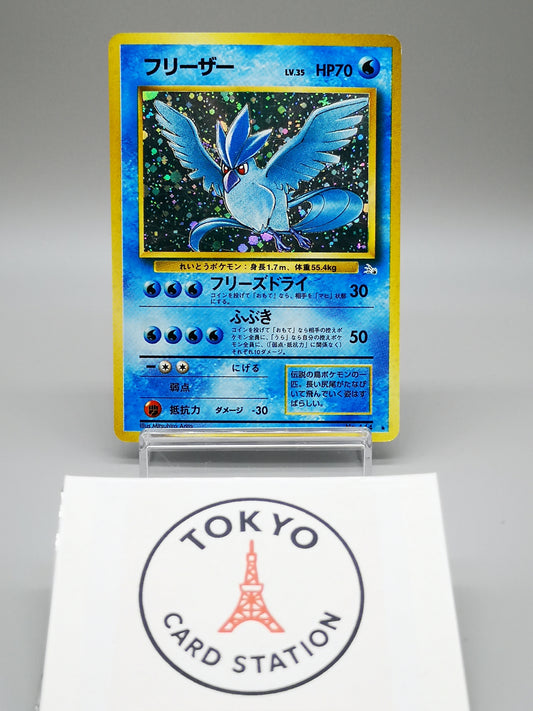 フリーザー LV.35 HP70
れいとうポケモン：身長1.7m、体重55.4kg
フリーズドライ 30
コインを投げて「おもて」なら、相手を「マヒ」状態にする。
ふぶき 50
コインを投げて「おもて」なら相手の控えポケモン全員に、「うら」なら自分の控えポケモン全員に、（「弱点・抵抗力」に関係なく）それぞれ10ダメージ。
にげる
弱点
抵抗力 ダメージ -30
伝説の鳥ポケモンの一
匹。長い尻尾がたなび
いて飛んでいく姿はす
ばらしい。
Illus. Mitsuhiro Arita
TOKYO
CARD STATION